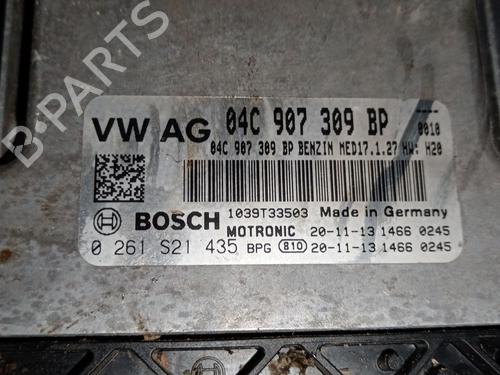 VW AG 04C 907 309 BP
0010
04C 907 309 BP BENZIN MED17.1.27 HW: H20
BOSCH 1039T33503 Made in Germany
MOTRONIC 20-11-13 1466 0245
0 261 S21 435 BPG 810 20-11-13 1466 0245
B-PARTS
BOSCH